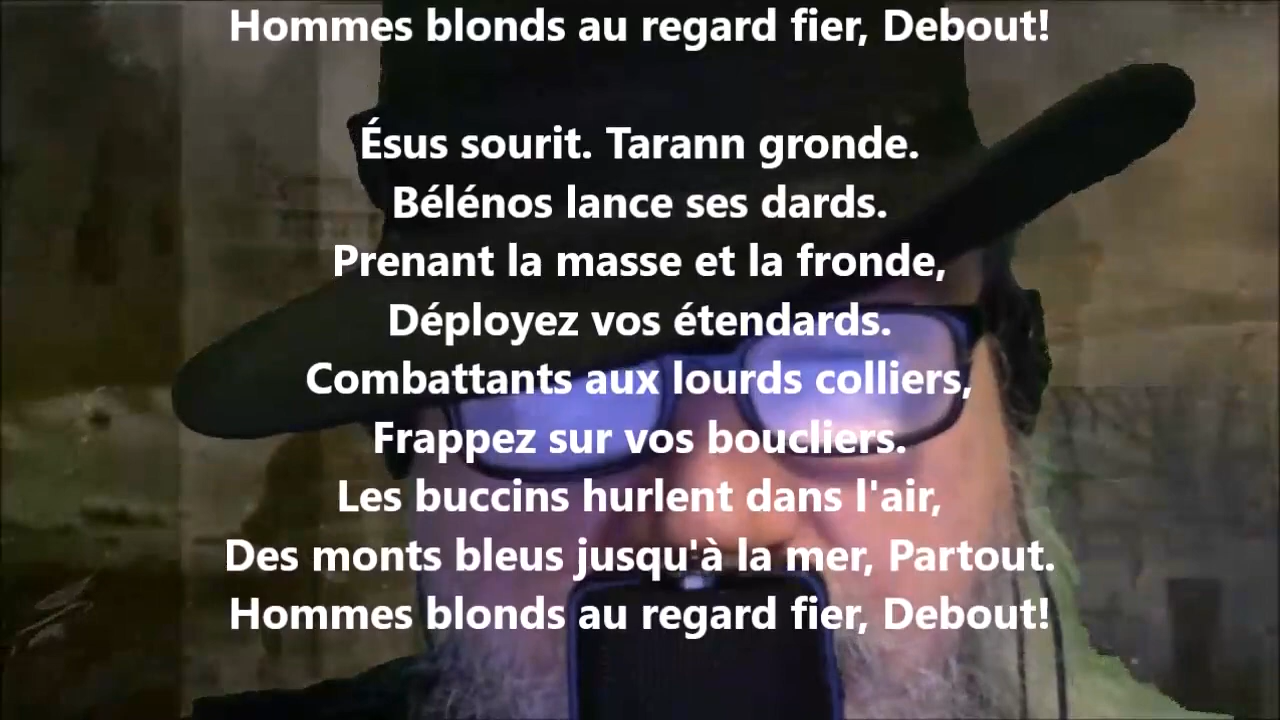 Hommes blonds au regard fier, Debout!
Ésus sourit. Tarann gronde.
Bélénos lance ses dards.
Prenant la masse et la fronde,
Déployez vos étendards.
Combattants aux lourds colliers,
Frappez sur vos boucliers.
Les buccins hurlent dans l'air,
Des monts bleus jusqu'à la mer, Partout.
Hommes blonds au regard fier, Debout!